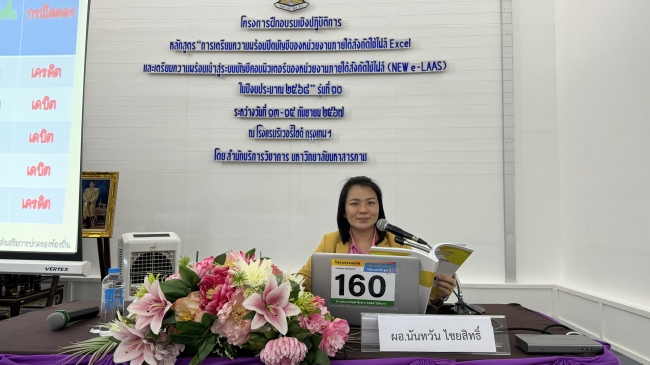 โครงการฝึกอบรมเชิงปฏิบัติการ
หลักสูตร "การเตรียมความพร้อมปิดบัญชีของหน่วยงานภายใต้สังกัดใช้ไฟล์ Excel
และเตรียมความพร้อมเข้าสู่ระบบบัญชีคอมพิวเตอร์ของหน่วยงานภายใต้สังกัดใช้ไฟล์ (NEW e-LAAS)
ในปีงบประมาณ ๒๕๖๘" รุ่นที่ ๑๐
ระหว่างวันที่ ๑๓-๑๕ กันยายน ๒๕๖๗
ณ โรงแรมริเวอร์ไซด์ กรุงเทพฯ
โดย สำนักบริการวิชาการ มหาวิทยาลัยมหาสารคาม
เครดิต
เดบิต
เดบิต
เดบิต
เครดิต
VERTEX
160
ผอ.นันทวัน ไชยสิทธิ์